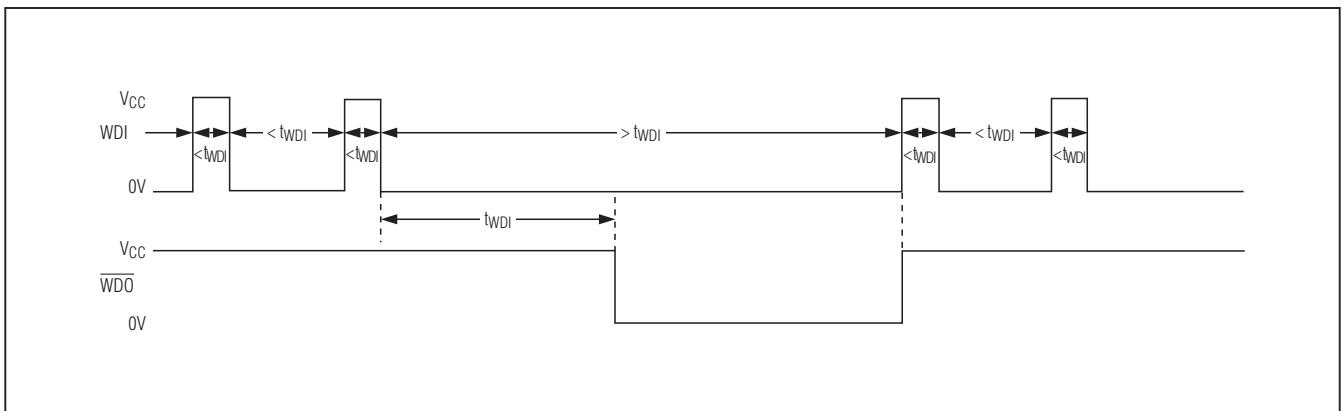 VCC
WDI < tWDI > tWDI < tWDI
<tWDI <tWDI <tWDI <tWDI
0V
tWDI
VCC
WDO
0V